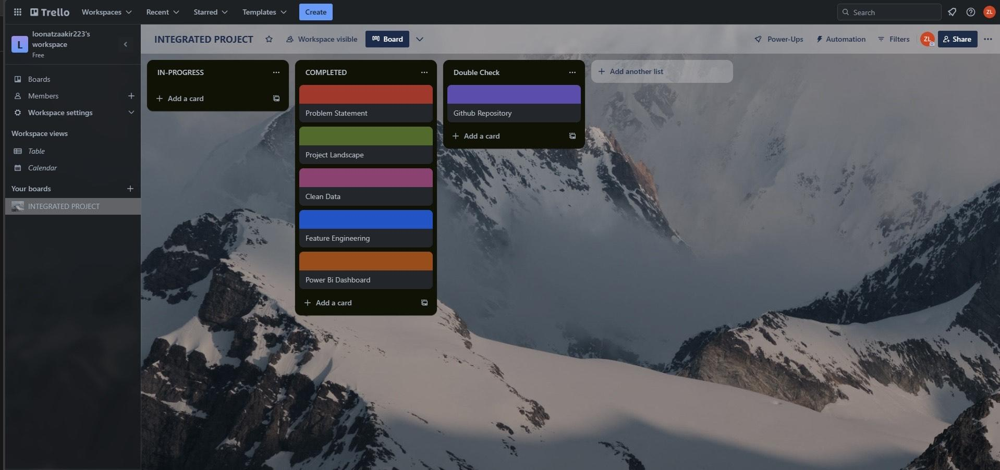 Trello
Workspaces
Recent
Starred
Templates
Create
Search
ZL
L
loonatzaakir223's
workspace
Free
INTEGRATED PROJECT
Workspace visible
Board
Power-Ups
Automation
Filters
ZL
Share
Boards
Members
Workspace settings
Workspace views
Table
Calendar
Your boards
INTEGRATED PROJECT
IN-PROGRESS
Add a card
COMPLETED
Problem Statement
Project Landscape
Clean Data
Feature Engineering
Power Bi Dashboard
Add a card
Double Check
Github Repository
Add a card
Add another list